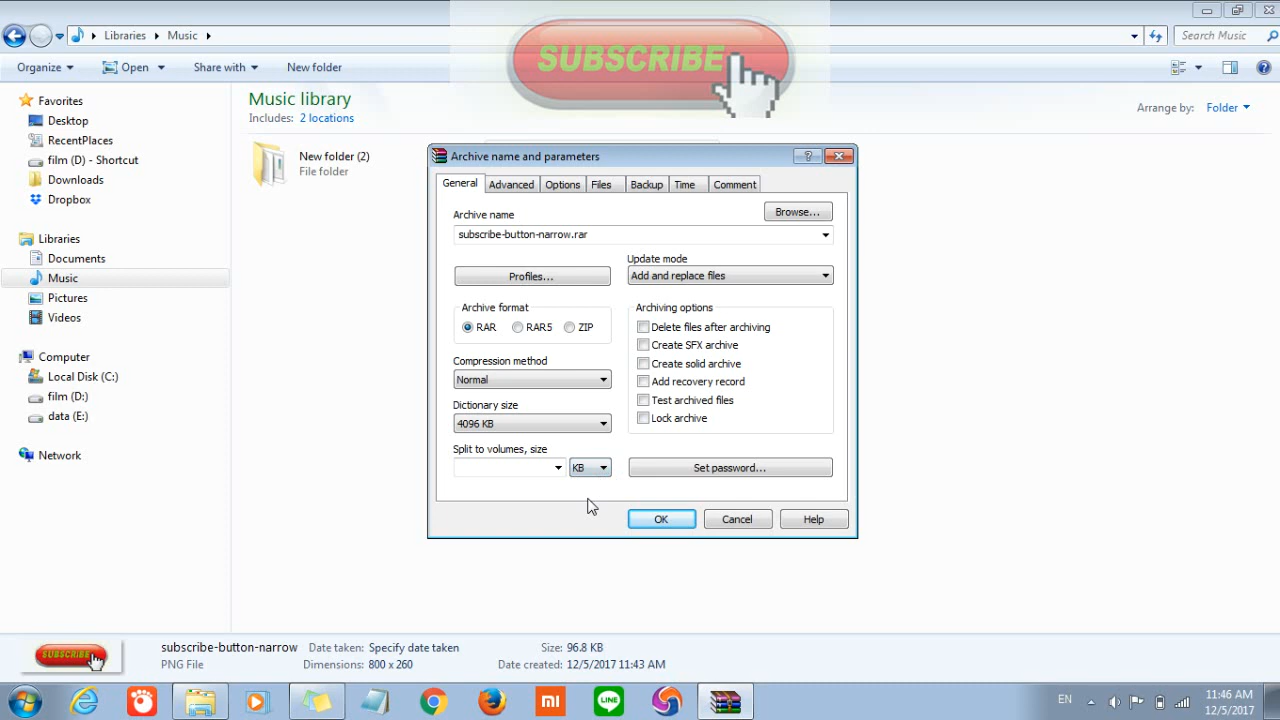 Libraries
Music
Search Music
SUBSCRIBE
Organize
Open
Share with
New folder
Music library
Includes: 2 locations
Arrange by: Folder
Favorites
Desktop
RecentPlaces
film (D) - Shortcut
Downloads
Dropbox
Libraries
Documents
Music
Pictures
Videos
Computer
Local Disk (C:)
film (D:)
data (E:)
Network
New folder (2)
File folder
Archive name and parameters
General
Advanced
Options
Files
Backup
Time
Comment
Archive name
Browse...
subscribe-button-narrow.rar
Profiles...
Update mode
Add and replace files
Archive format
RAR
RAR5
ZIP
Compression method
Normal
Dictionary size
4096 KB
Split to volumes, size
KB
Archiving options
Delete files after archiving
Create SFX archive
Create solid archive
Add recovery record
Test archived files
Lock archive
Set password...
OK
Cancel
Help
SUBSCRIBE
subscribe-button-narrow
PNG File
Date taken: Specify date taken
Dimensions: 800 x 260
Size: 96.8 KB
Date created: 12/5/2017 11:43 AM
mi
LINE
EN
11:46 AM
12/5/2017